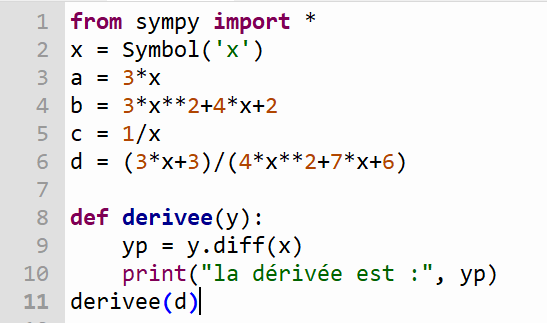 1 from sympy import *
2 x = Symbol('x')
3 a = 3*x
4 b = 3*x**2+4*x+2
5 c = 1/x
6 d = (3*x+3)/(4*x**2+7*x+6)
7
8 def derivee(y):
9     yp = y.diff(x)
10     print("la dérivée est :", yp)
11 derivee(d)